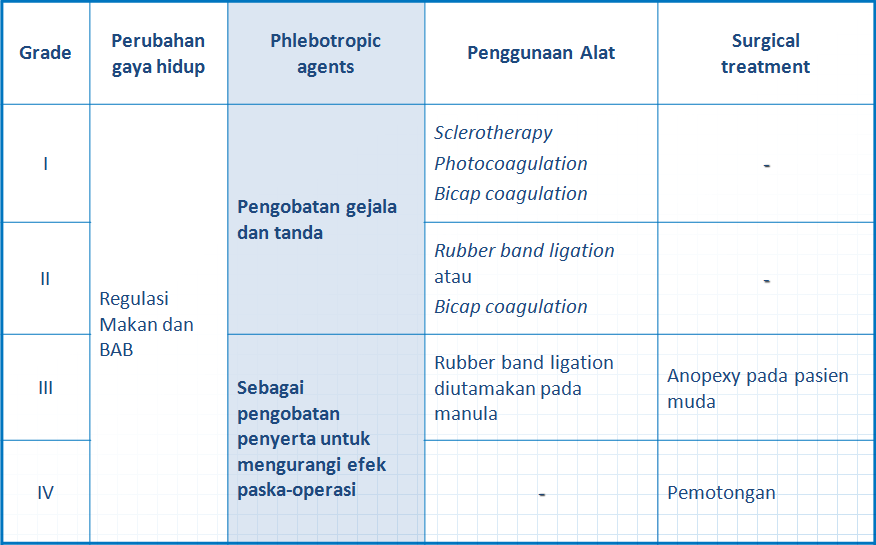 Grade
Perubahan
gaya hidup
Phlebotropic
agents
Penggunaan Alat
Surgical
treatment
I
Regulasi
Makan dan
BAB
Pengobatan gejala
dan tanda
Sclerotherapy
Photocoagulation
Bicap coagulation
-
II
Rubber band ligation
atau
Bicap coagulation
-
III
Sebagai
pengobatan
penyerta untuk
mengurangi efek
paska-operasi
Rubber band ligation
diutamakan pada
manula
Anopexy pada pasien
muda
IV
-
Pemotongan